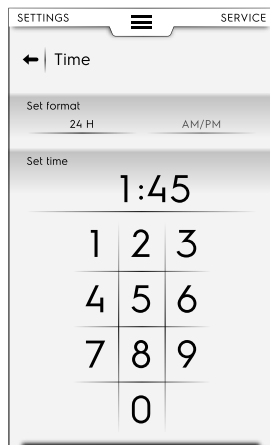 SETTINGS SERVICE
Time
Set format
24 H AM/PM
Set time
1:45
1 2 3
4 5 6
7 8 9
0